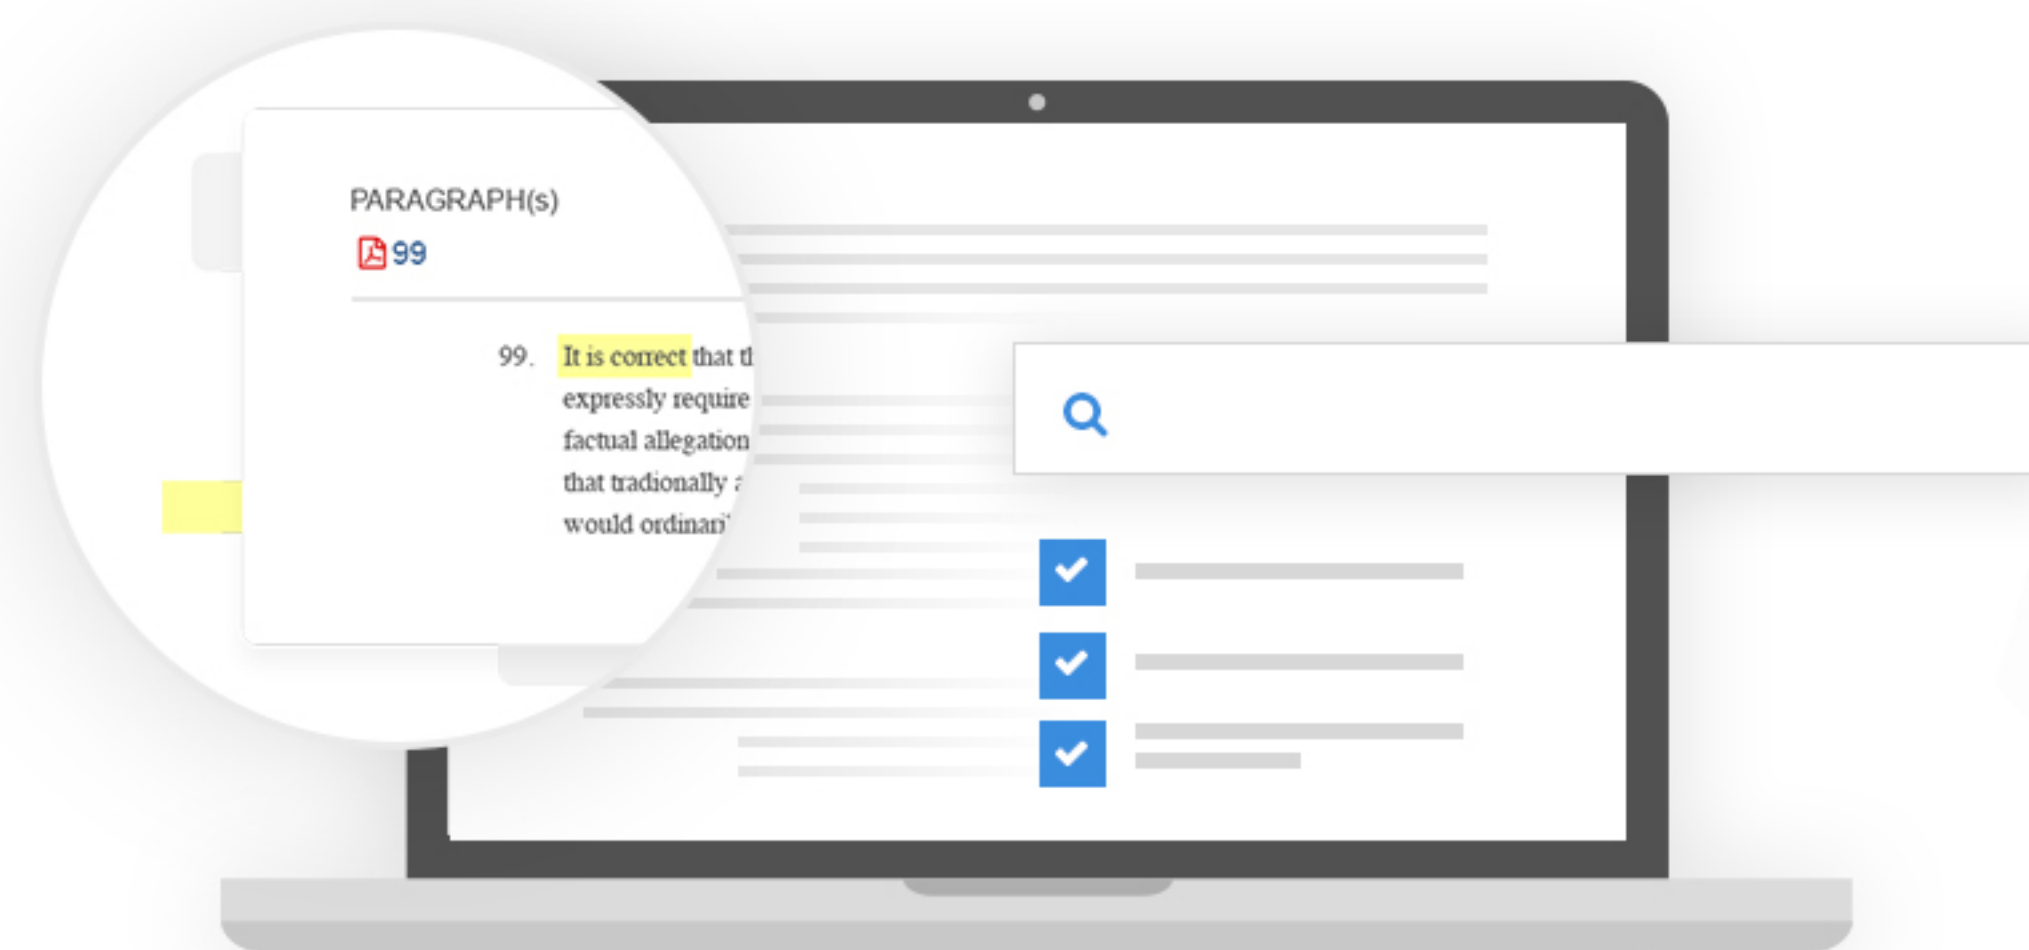 PARAGRAPH(s)
99
99. It is correct that
expressly require
factual allegation
that tradionally
would